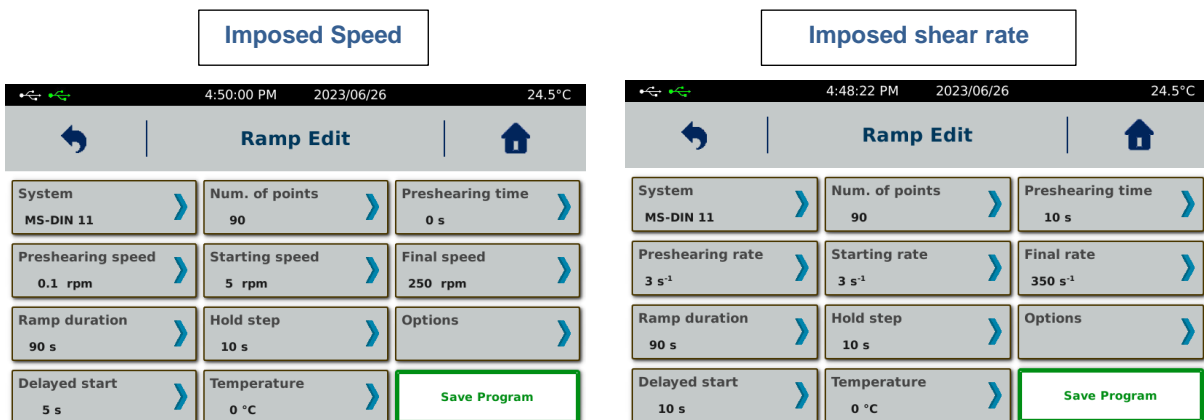 Imposed Speed
4:50:00 PM 2023/06/26 24.5°C
Ramp Edit
System Num. of points Preshearing time
MS-DIN 11 90 0 s
Preshearing speed Starting speed Final speed
0.1 rpm 5 rpm 250 rpm
Ramp duration Hold step Options
90 s 10 s
Delayed start Temperature Save Program
5 s 0 °C
Imposed shear rate
4:48:22 PM 2023/06/26 24.5°C
Ramp Edit
System Num. of points Preshearing time
MS-DIN 11 90 10 s
Preshearing rate Starting rate Final rate
3 s⁻¹ 3 s⁻¹ 350 s⁻¹
Ramp duration Hold step Options
90 s 10 s
Delayed start Temperature Save Program
10 s 0 °C